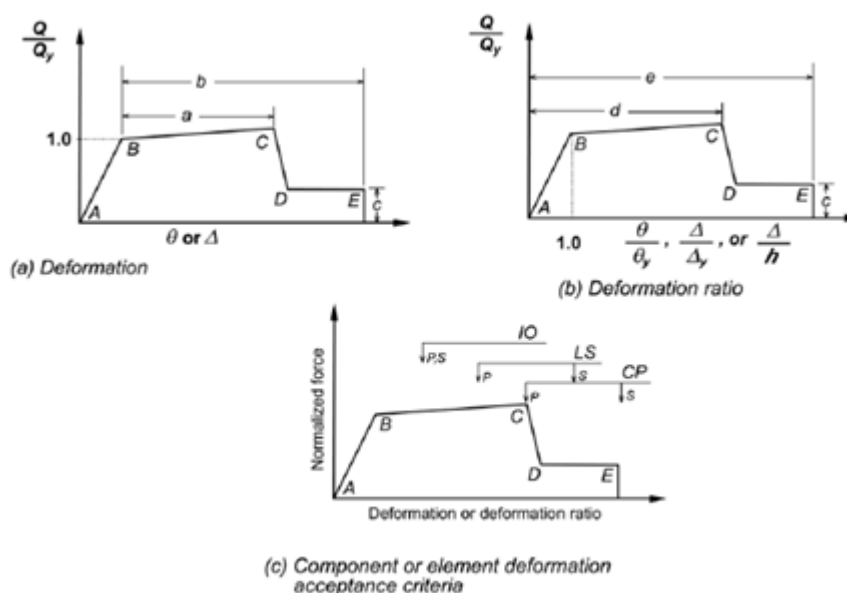 Q
Qy
b
a
1.0
B
C
A
D
E
c
θ or Δ
(a) Deformation
Q
Qy
e
d
B
C
A
D
E
c
1.0
θ/θy , Δ/Δy , or Δ/h
(b) Deformation ratio
Normalized force
IO
P,S
LS
P
S
CP
P
S
B
C
A
D
E
Deformation or deformation ratio
(c) Component or element deformation
acceptance criteria